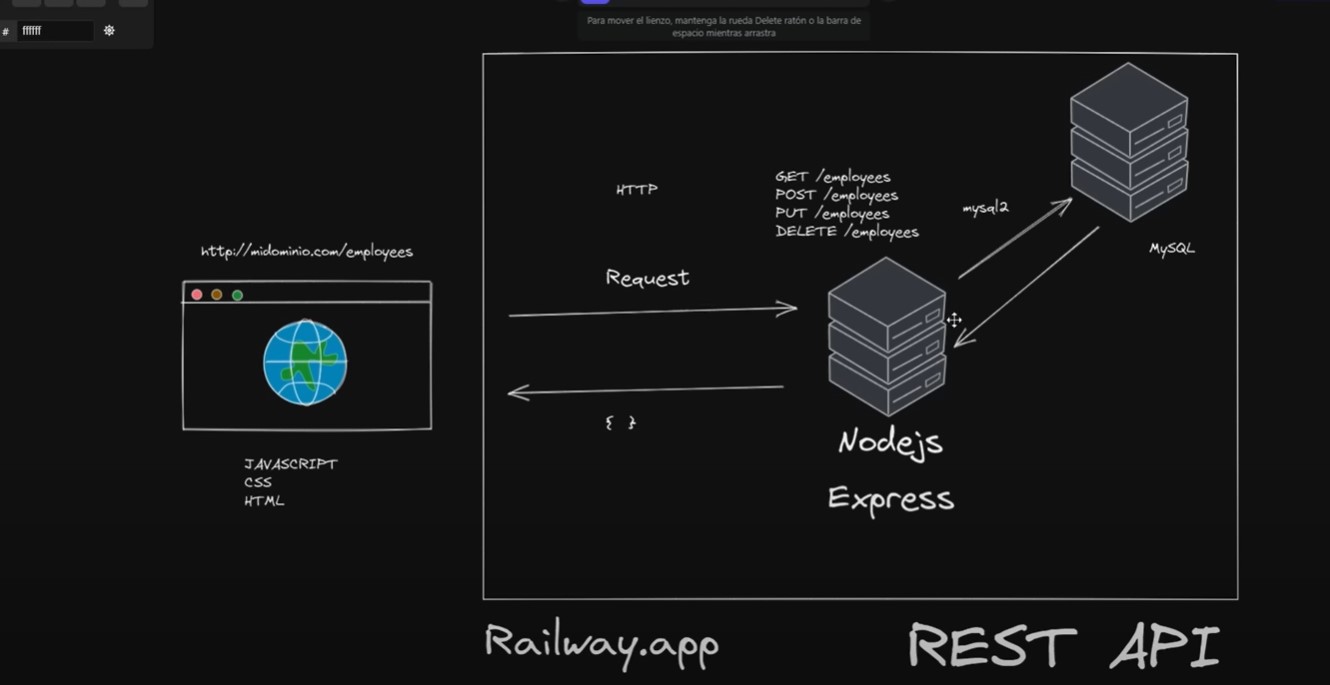 # ffffff
Para mover el lienzo, mantenga la rueda Delete ratón o la barra de
espacio mientras arrastra
HTTP
GET /employees
POST /employees
PUT /employees
DELETE /employees
mysql2
MySQL
http://midominio.com/employees
Request
{ }
JAVASCRIPT
CSS
HTML
Nodejs
Express
Railway.app
REST API